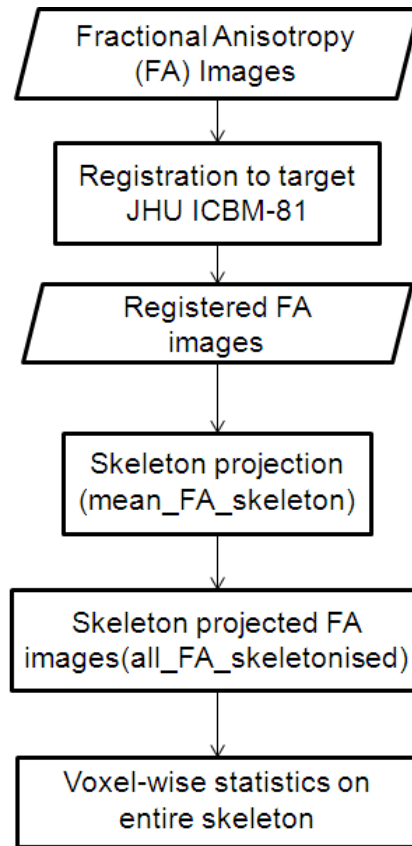 Fractional Anisotropy
(FA) Images
Registration to target
JHU ICBM-81
Registered FA
images
Skeleton projection
(mean_FA_skeleton)
Skeleton projected FA
images(all_FA_skeletonised)
Voxel-wise statistics on
entire skeleton